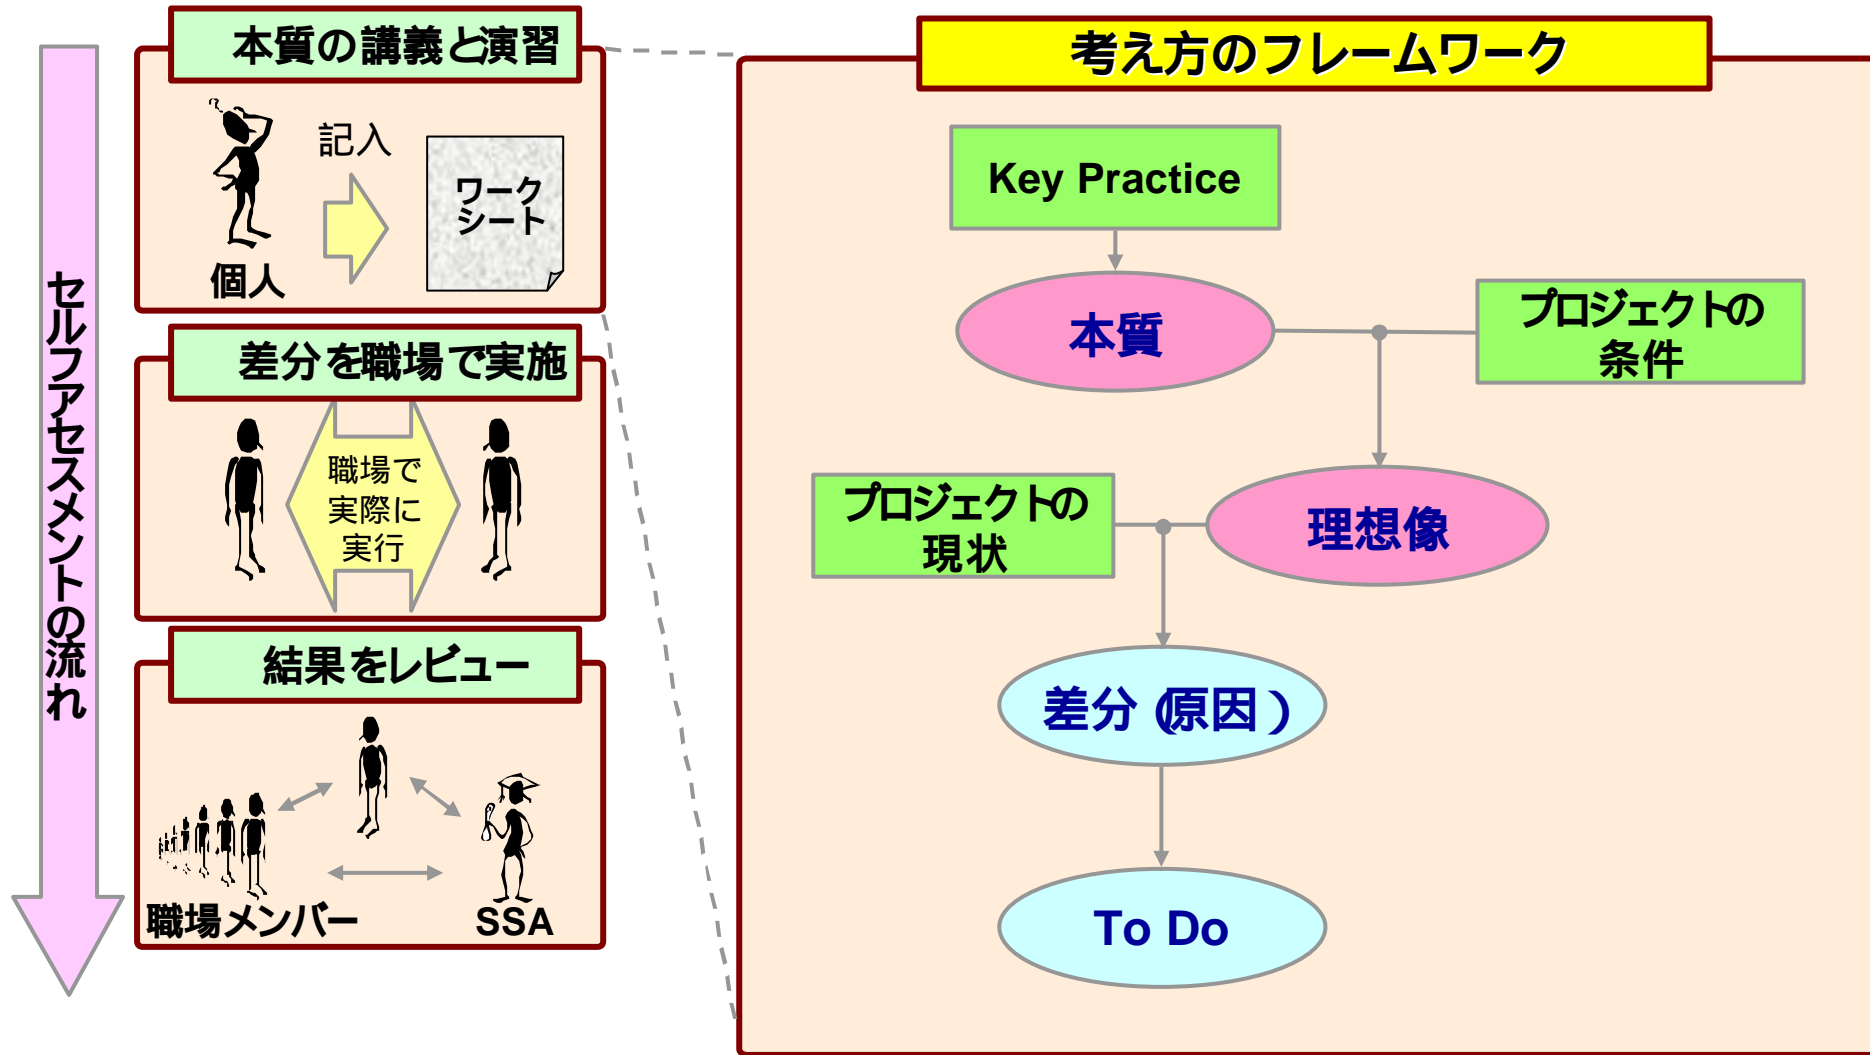 セルフアセスメントの流れ
本質の講義と演習
記入
ワーク
シート
個人
差分を職場で実施
職場で
実際に
実行
結果をレビュー
職場メンバー
SSA
考え方のフレームワーク
Key Practice
本質
プロジェクトの
条件
プロジェクトの
現状
理想像
差分（原因）
To Do